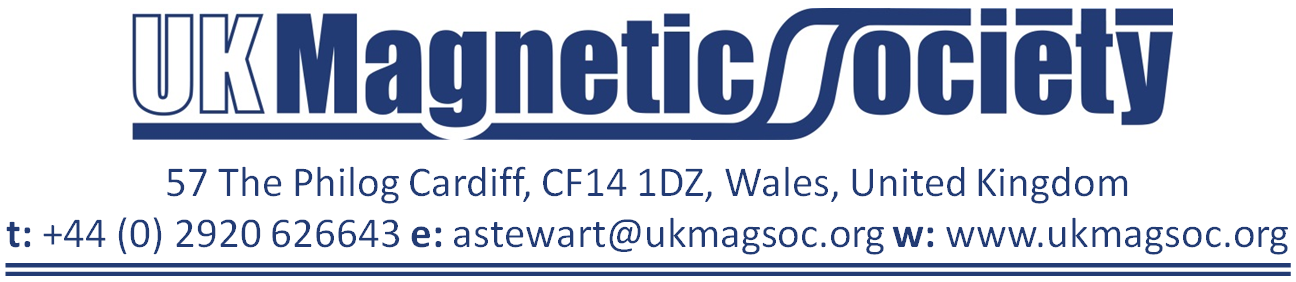 UK Magnetic Society
57 The Philog Cardiff, CF14 1DZ, Wales, United Kingdom
t: +44 (0) 2920 626643 e: astewart@ukmagsoc.org w: www.ukmagsoc.org